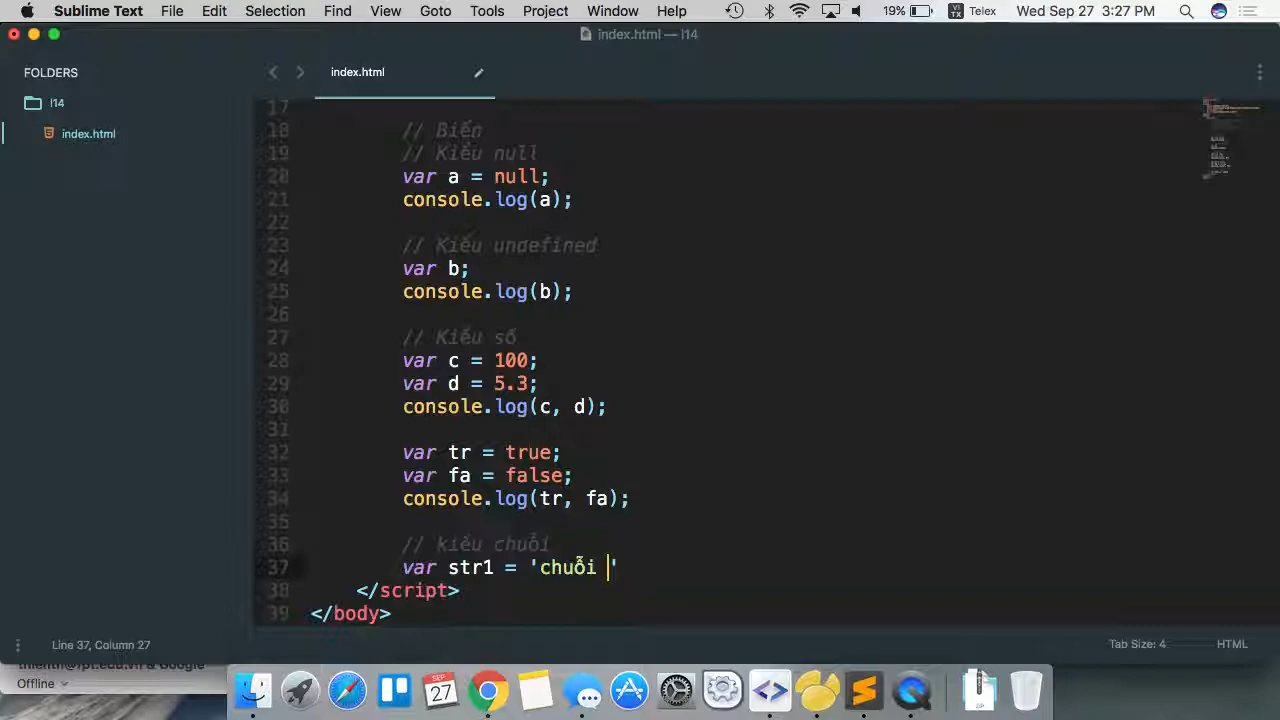 Sublime Text File Edit Selection Find View Goto Tools Project Window Help 19% VI TX Telex Wed Sep 27 3:27 PM
index.html — l14
FOLDERS
l14
index.html
index.html
17
18 // Biến
19 // Kiểu null
20 var a = null;
21 console.log(a);
22
23 // Kiểu undefined
24 var b;
25 console.log(b);
26
27 // Kiểu số
28 var c = 100;
29 var d = 5.3;
30 console.log(c, d);
31
32 var tr = true;
33 var fa = false;
34 console.log(tr, fa);
35
36 // kiểu chuỗi
37 var str1 = 'chuỗi '
38 </script>
39 </body>
Line 37, Column 27 Tab Size: 4 HTML
& Google
Offline
SEP
27
ZIP